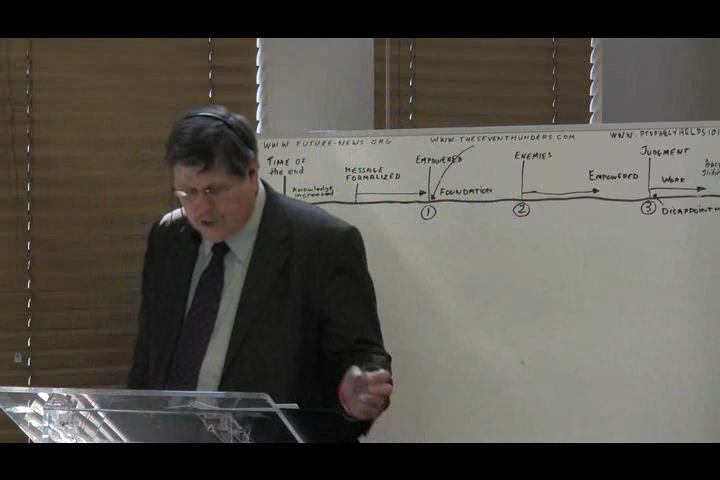 WWW FUTURE-NEWS ORG
WWW.THESEVENTHUNDERS.COM
TIME OF
the end
Knowledge
increased
MESSAGE
FORMALIZED
EMPOWERED
FOUNDATION
1
ENEMIES
EMPOWERED
2
JUDGMENT
WORK
3